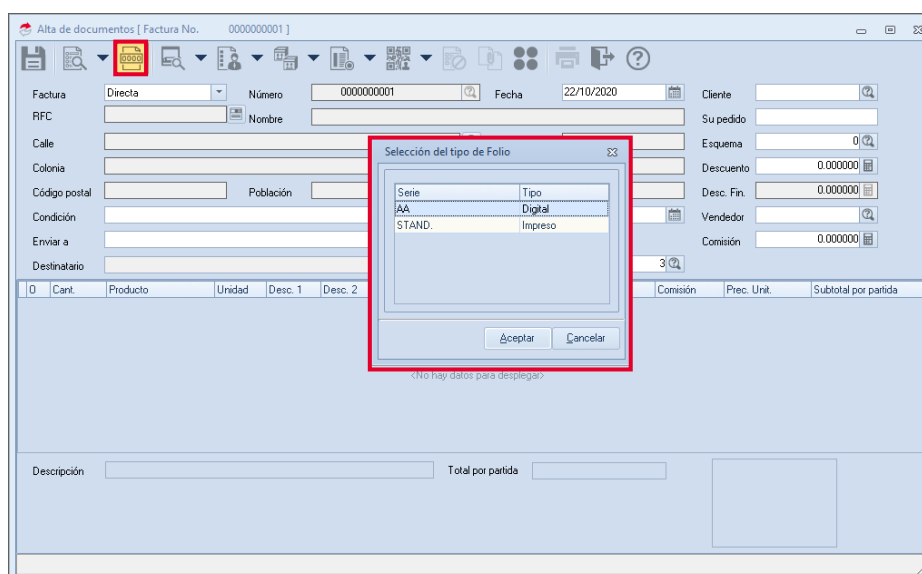 Alta de documentos [ Factura No. 0000000001 ]
Factura Directa Número 0000000001 Fecha 22/10/2020 Cliente
RFC Nombre Su pedido
Calle Esquema 0
Colonia Descuento 0.000000
Código postal Población Desc. Fin. 0.000000
Condición Vendedor
Enviar a Comisión 0.000000
Destinatario 3
O Cant. Producto Unidad Desc. 1 Desc. 2 Comisión Prec. Unit. Subtotal por partida
Selección del tipo de Folio
Serie Tipo
AA Digital
STAND. Impreso
Aceptar Cancelar
<No hay datos para desplegar>
Descripción Total por partida